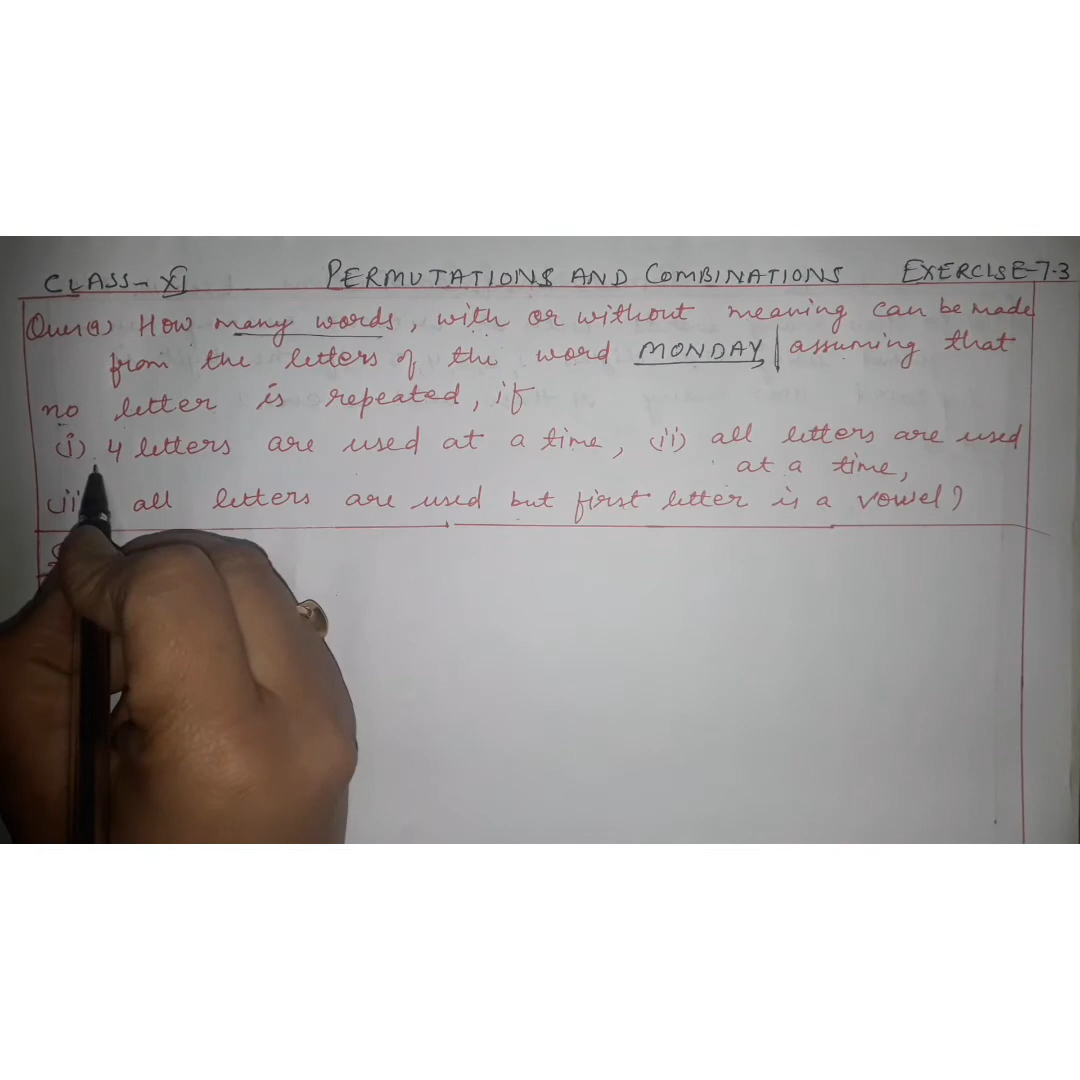 CLASS-XI PERMUTATIONS AND COMBINATIONS EXERCISE-7.3
Ques(9) How many words, with or without meaning can be made
from the letters of the word MONDAY, assuming that
no letter is repeated, if
(i) 4 letters are used at a time, (ii) all letters are used
at a time,
(iii all letters are used but first letter is a vowel?